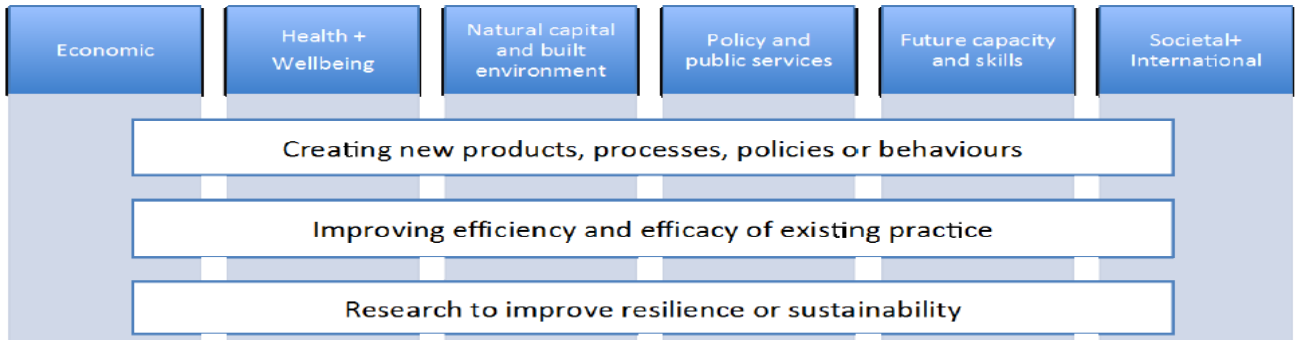 Economic
Health +
Wellbeing
Natural capital
and built
environment
Policy and
public services
Future capacity
and skills
Societal+
International
Creating new products, processes, policies or behaviours
Improving efficiency and efficacy of existing practice
Research to improve resilience or sustainability